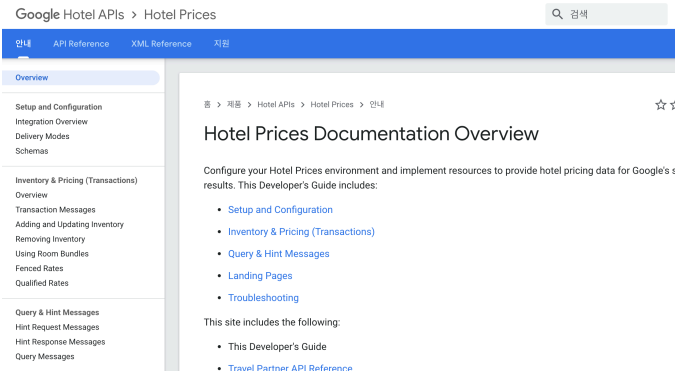 Google Hotel APIs > Hotel Prices
검색
안내 API Reference XML Reference 지원
Overview
Setup and Configuration
Integration Overview
Delivery Modes
Schemas
Inventory & Pricing (Transactions)
Overview
Transaction Messages
Adding and Updating Inventory
Removing Inventory
Using Room Bundles
Fenced Rates
Qualified Rates
Query & Hint Messages
Hint Request Messages
Hint Response Messages
Query Messages
홈 > 제품 > Hotel APIs > Hotel Prices > 안내
Hotel Prices Documentation Overview
Configure your Hotel Prices environment and implement resources to provide hotel pricing data for Google's s
results. This Developer's Guide includes:
• Setup and Configuration
• Inventory & Pricing (Transactions)
• Query & Hint Messages
• Landing Pages
• Troubleshooting
This site includes the following:
• This Developer's Guide
• Travel Partner API Reference